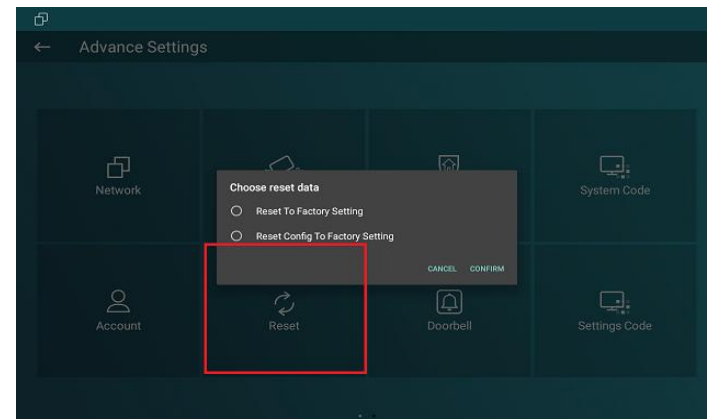 Advance Settings
Choose reset data
Reset To Factory Setting
Reset Config To Factory Setting
CANCEL CONFIRM
Network
System Code
Account
Reset
Doorbell
Settings Code